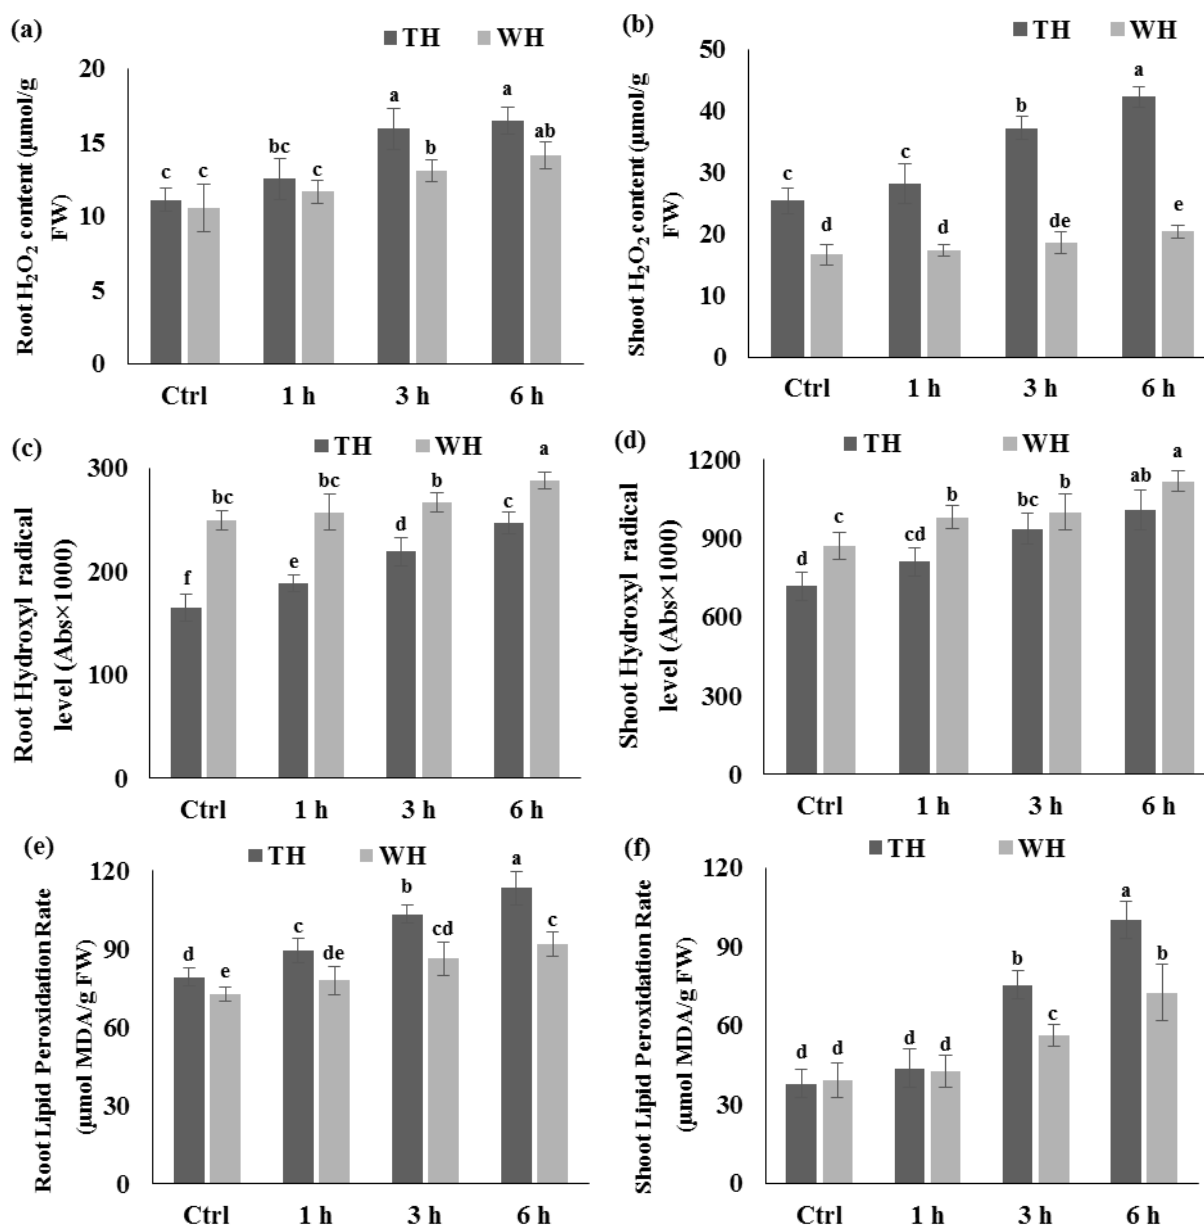 (a)
TH WH
Root H₂O₂ content (µmol/g
FW)
20
15
10
5
0
c c bc c a b a ab
Ctrl 1 h 3 h 6 h
(b)
TH WH
Shoot H₂O₂ content (µmol/g
FW)
50
40
30
20
10
0
c d c d b de a e
Ctrl 1 h 3 h 6 h
(c)
TH WH
Root Hydroxyl radical
level (Abs×1000)
300
200
100
0
f bc e bc d b c a
Ctrl 1 h 3 h 6 h
(d)
TH WH
Shoot Hydroxyl radical
level (Abs×1000)
1200
900
600
300
0
d c cd b bc b ab a
Ctrl 1 h 3 h 6 h
(e)
TH WH
Root Lipid Peroxidation Rate
(µmol MDA/g FW)
120
90
60
30
0
d e c de b cd a c
Ctrl 1 h 3 h 6 h
(f)
TH WH
Shoot Lipid Peroxidation Rate
(µmol MDA/g FW)
120
90
60
30
0
d d d d b c a b
Ctrl 1 h 3 h 6 h